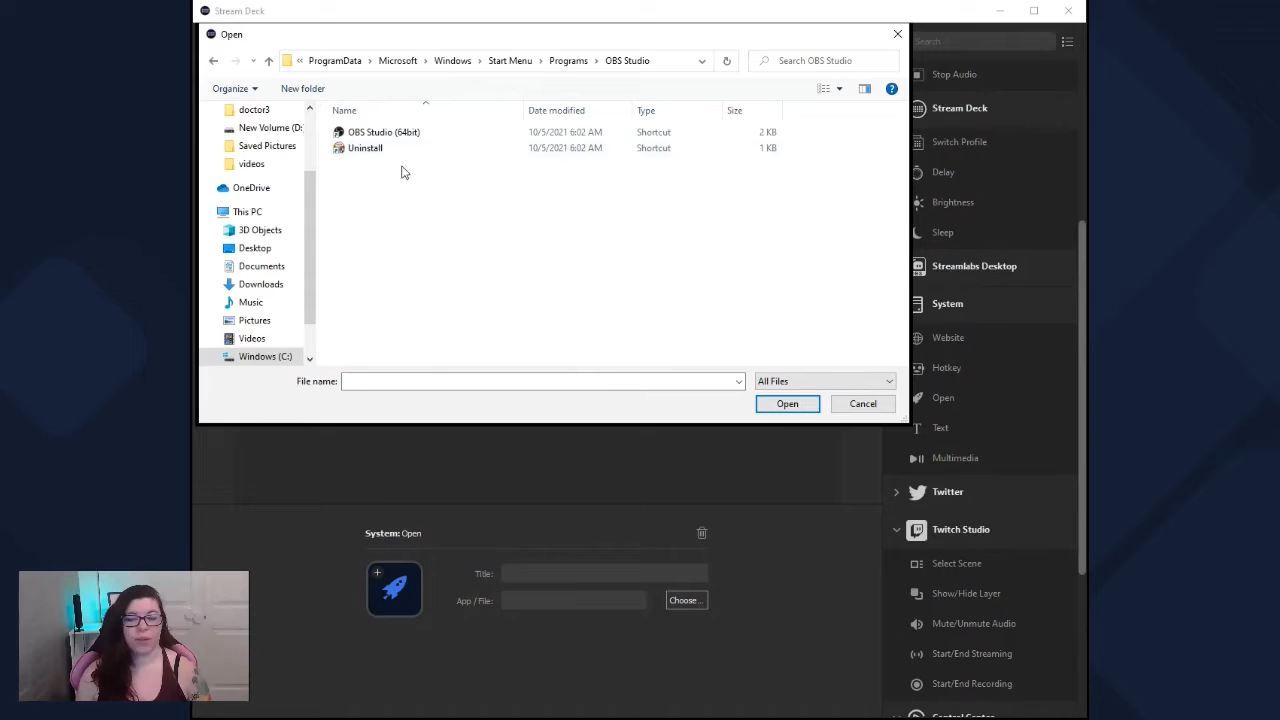 Stream Deck
Open
« ProgramData > Microsoft > Windows > Start Menu > Programs > OBS Studio
Search OBS Studio
Organize
New folder
doctor3
New Volume (D:
Saved Pictures
videos
OneDrive
This PC
3D Objects
Desktop
Documents
Downloads
Music
Pictures
Videos
Windows (C:)
Name Date modified Type Size
OBS Studio (64bit) 10/5/2021 6:02 AM Shortcut 2 KB
Uninstall 10/5/2021 6:02 AM Shortcut 1 KB
File name:
All Files
Open
Cancel
System: Open
Title:
App / File:
Choose...
Search
Stop Audio
Stream Deck
Switch Profile
Delay
Brightness
Sleep
Streamlabs Desktop
System
Website
Hotkey
Open
Text
Multimedia
Twitter
Twitch Studio
Select Scene
Show/Hide Layer
Mute/Unmute Audio
Start/End Streaming
Start/End Recording
Control Center